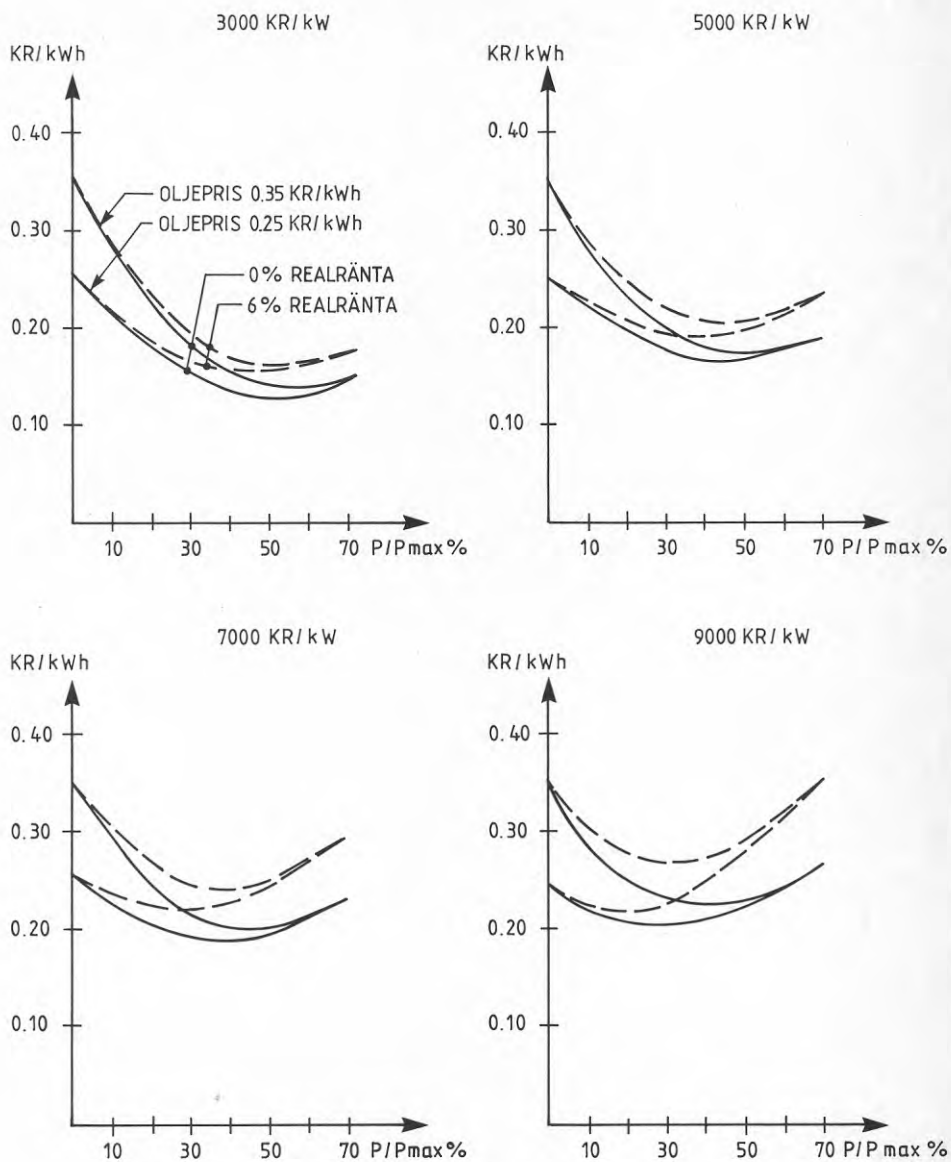 3000 KR/kW
KR/kWh
0.40
0.30
0.20
0.10
OLJEPRIS 0.35 KR/kWh
OLJEPRIS 0.25 KR/kWh
0% REALRÄNTA
6% REALRÄNTA
10 30 50 70 P/Pmax%
5000 KR/kW
KR/kWh
0.40
0.30
0.20
0.10
10 30 50 70 P/Pmax%
7000 KR/kW
KR/kWh
0.40
0.30
0.20
0.10
10 30 50 70 P/Pmax%
9000 KR/kW
KR/kWh
0.40
0.30
0.20
0.10
10 30 50 70 P/Pmax%